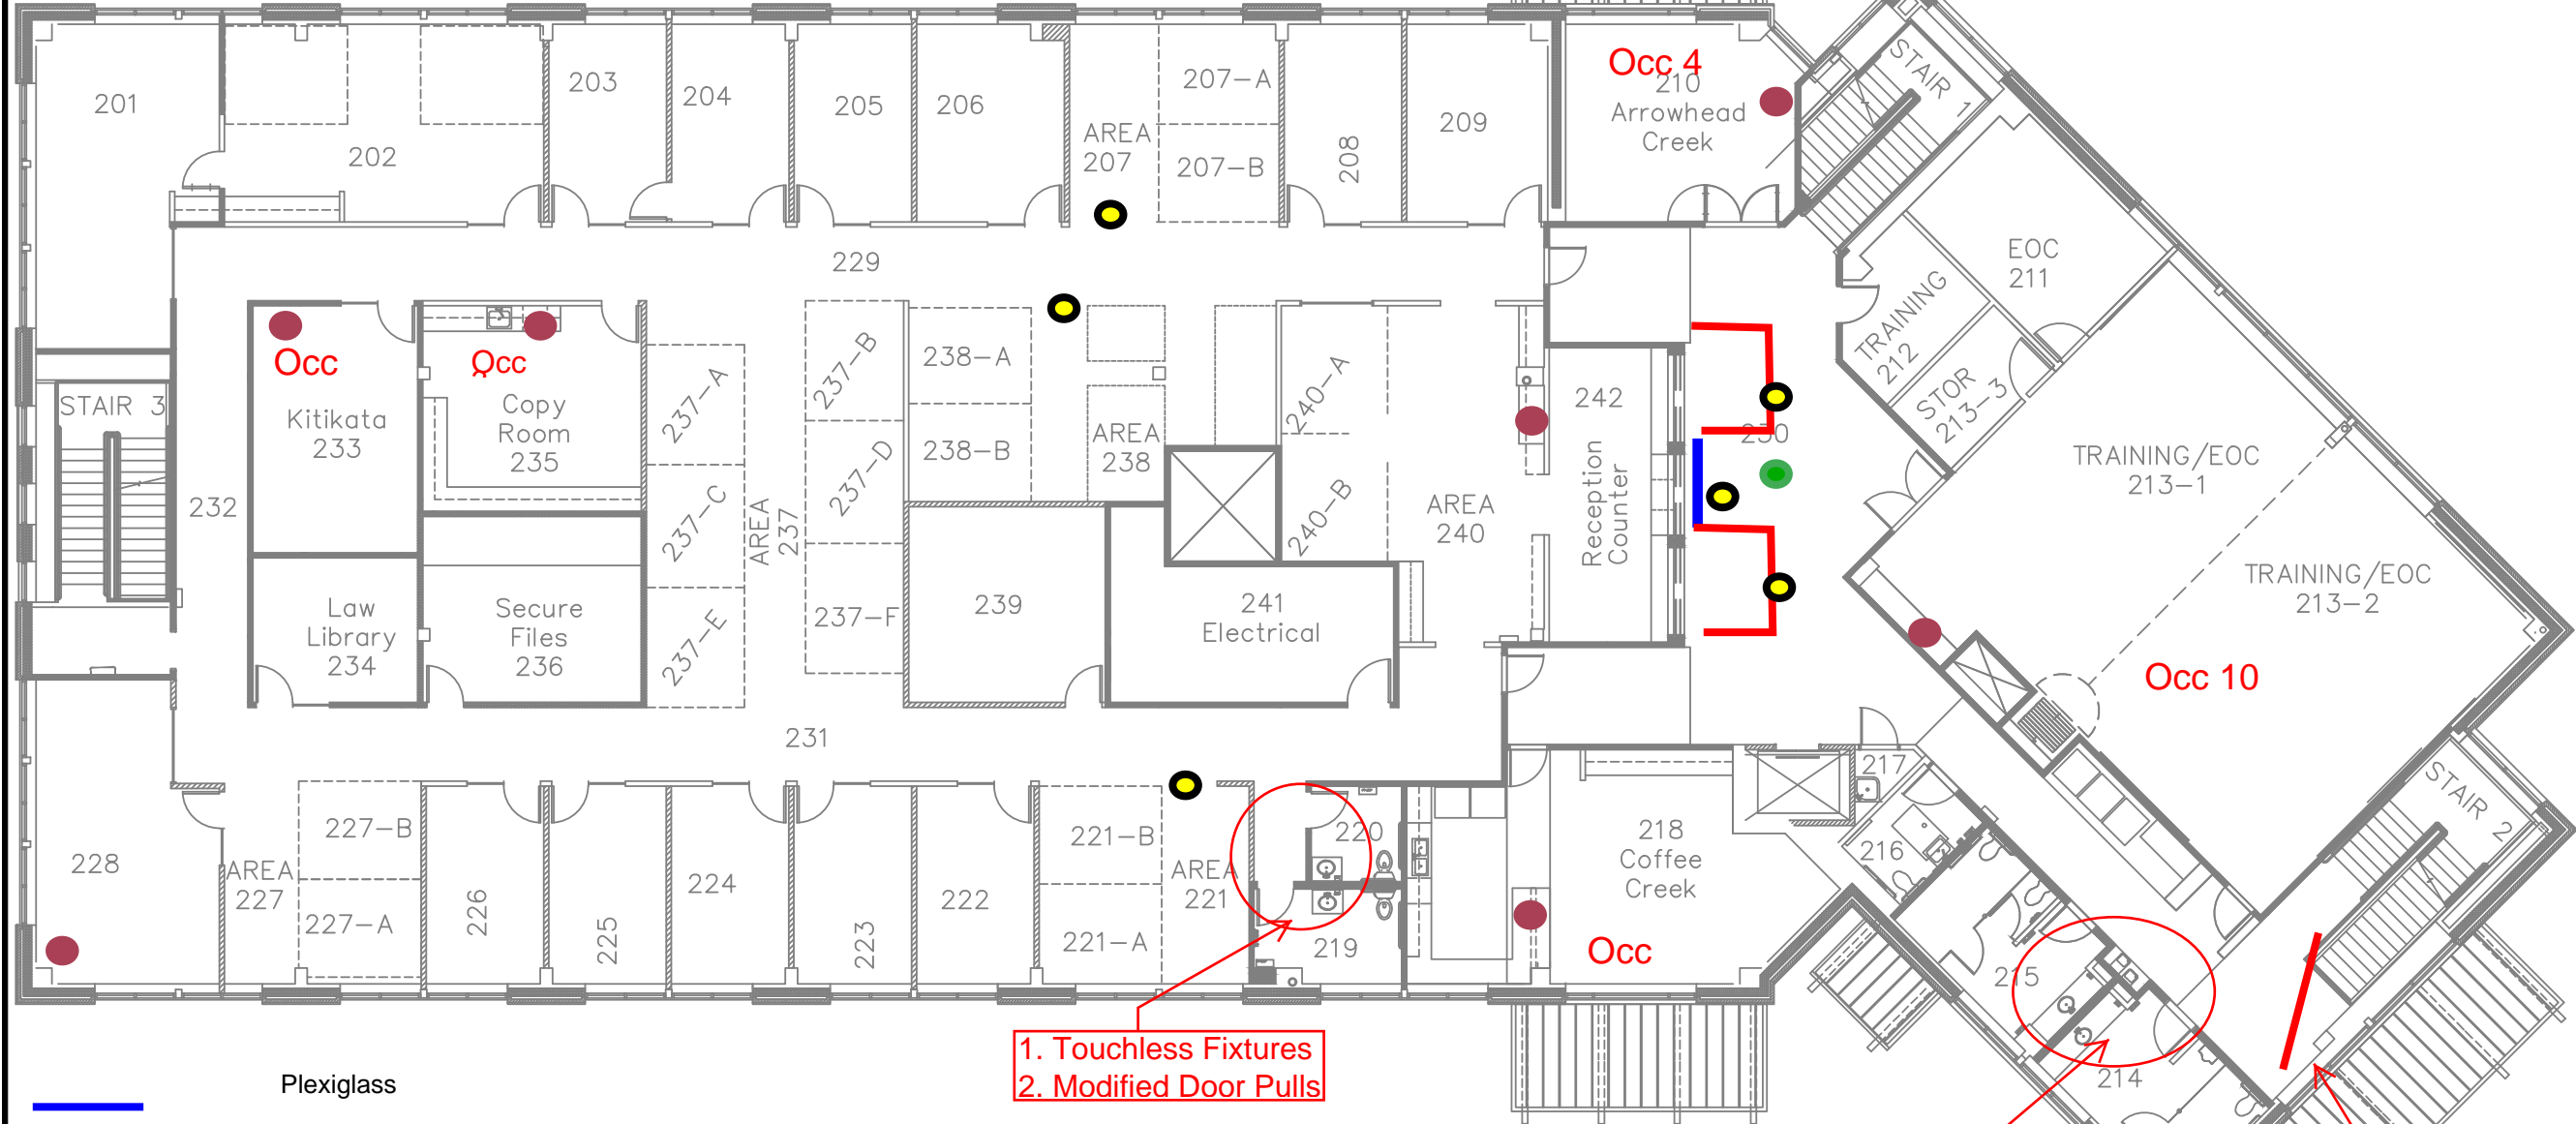 201
202
203
204
205
206
AREA
207
207-A
207-B
208
209
Occ 4
210
Arrowhead
Creek
STAIR 1
EOC
211
TRAINING
212
STOR
213-3
TRAINING/EOC
213-1
TRAINING/EOC
213-2
Occ 10
229
Occ
Kitikata
233
Occ
Copy
Room
235
STAIR 3
232
Law
Library
234
Secure
Files
236
237-A
237-B
237-C
237-D
237-E
237-F
AREA
237
238-A
238-B
AREA
238
239
240-A
240-B
AREA
240
241
Electrical
242
Reception
Counter
230
231
228
AREA
227
227-B
227-A
226
225
224
223
222
221-B
221-A
AREA
221
220
219
218
Coffee
Creek
Occ
217
216
215
214
STAIR 2
1. Touchless Fixtures
2. Modified Door Pulls
Plexiglass